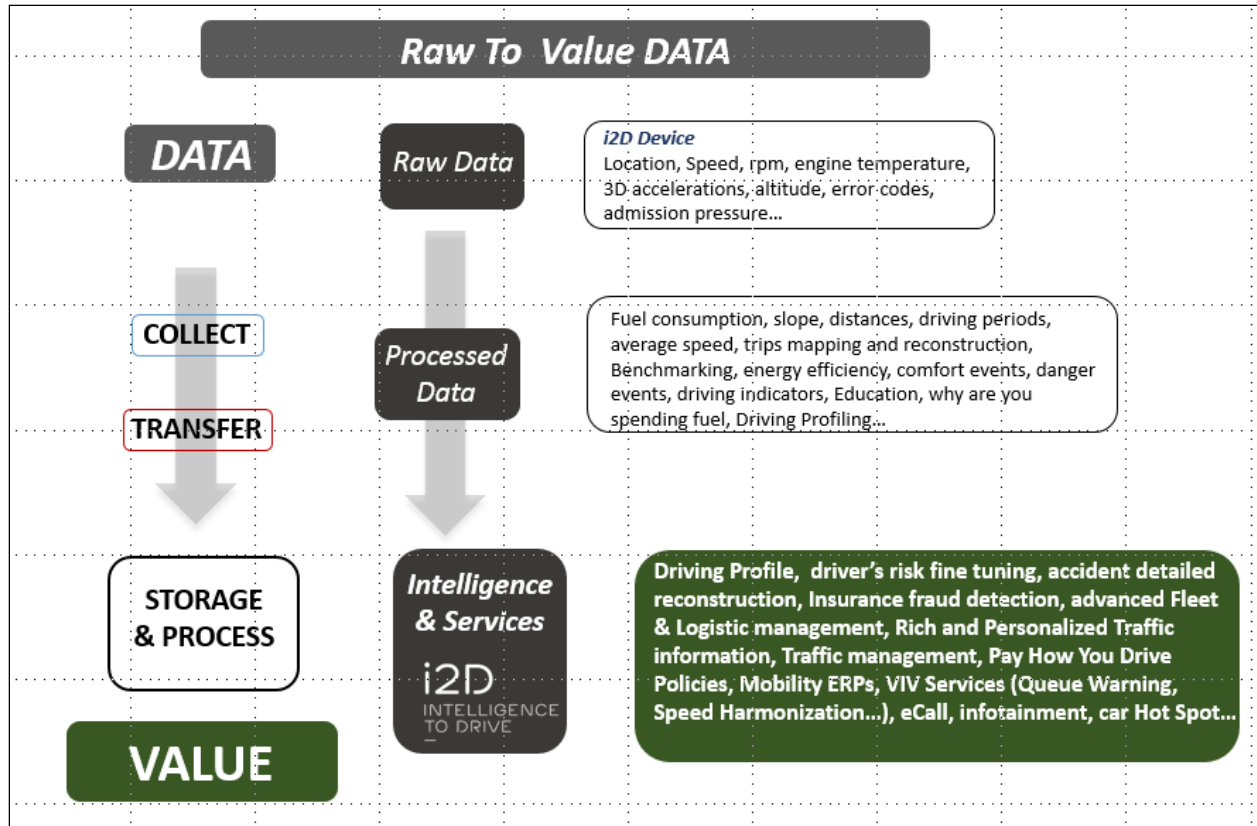 Raw To Value DATA
DATA
Raw Data
i2D Device
Location, Speed, rpm, engine temperature,
3D accelerations, altitude, error codes,
admission pressure...
COLLECT
TRANSFER
Processed
Data
Fuel consumption, slope, distances, driving periods,
average speed, trips mapping and reconstruction,
Benchmarking, energy efficiency, comfort events, danger
events, driving indicators, Education, why are you
spending fuel, Driving Profiling...
STORAGE
& PROCESS
Intelligence
& Services
i2D
INTELLIGENCE
TO DRIVE
Driving Profile, driver's risk fine tuning, accident detailed
reconstruction, Insurance fraud detection, advanced Fleet
& Logistic management, Rich and Personalized Traffic
information, Traffic management, Pay How You Drive
Policies, Mobility ERPs, VIV Services (Queue Warning,
Speed Harmonization...), eCall, infotainment, car Hot Spot...
VALUE